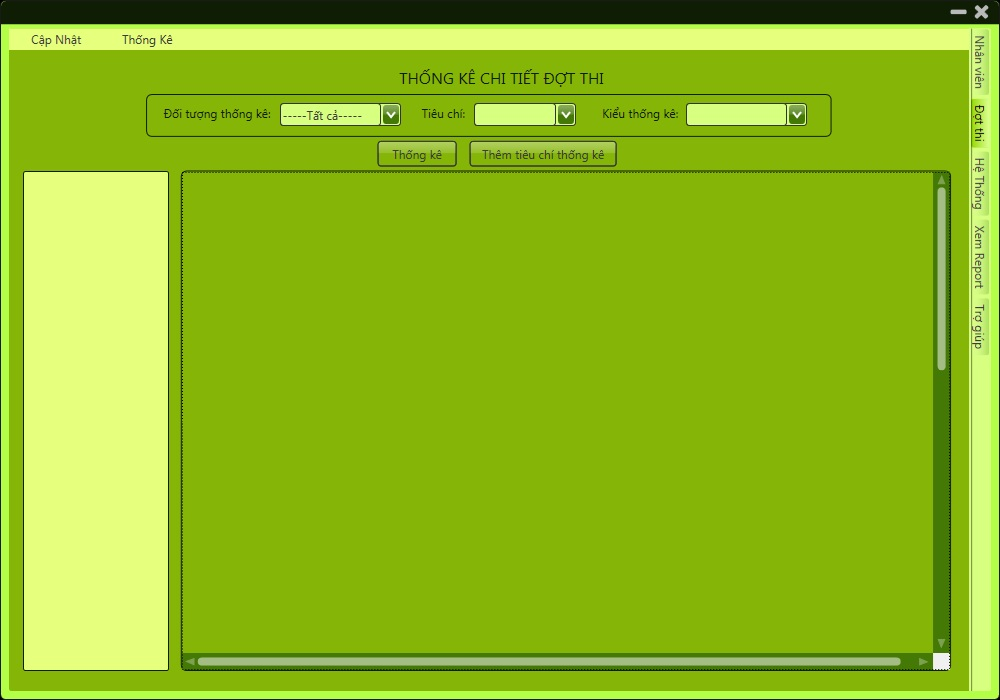 Cập Nhật Thống Kê
THỐNG KÊ CHI TIẾT ĐỢT THI
Đối tượng thống kê: -----Tất cả----- Tiêu chí: Kiểu thống kê:
Thống kê Thêm tiêu chí thống kê
Nhân viên
Đợt thi
Hệ Thống
Xem Report
Trợ giúp